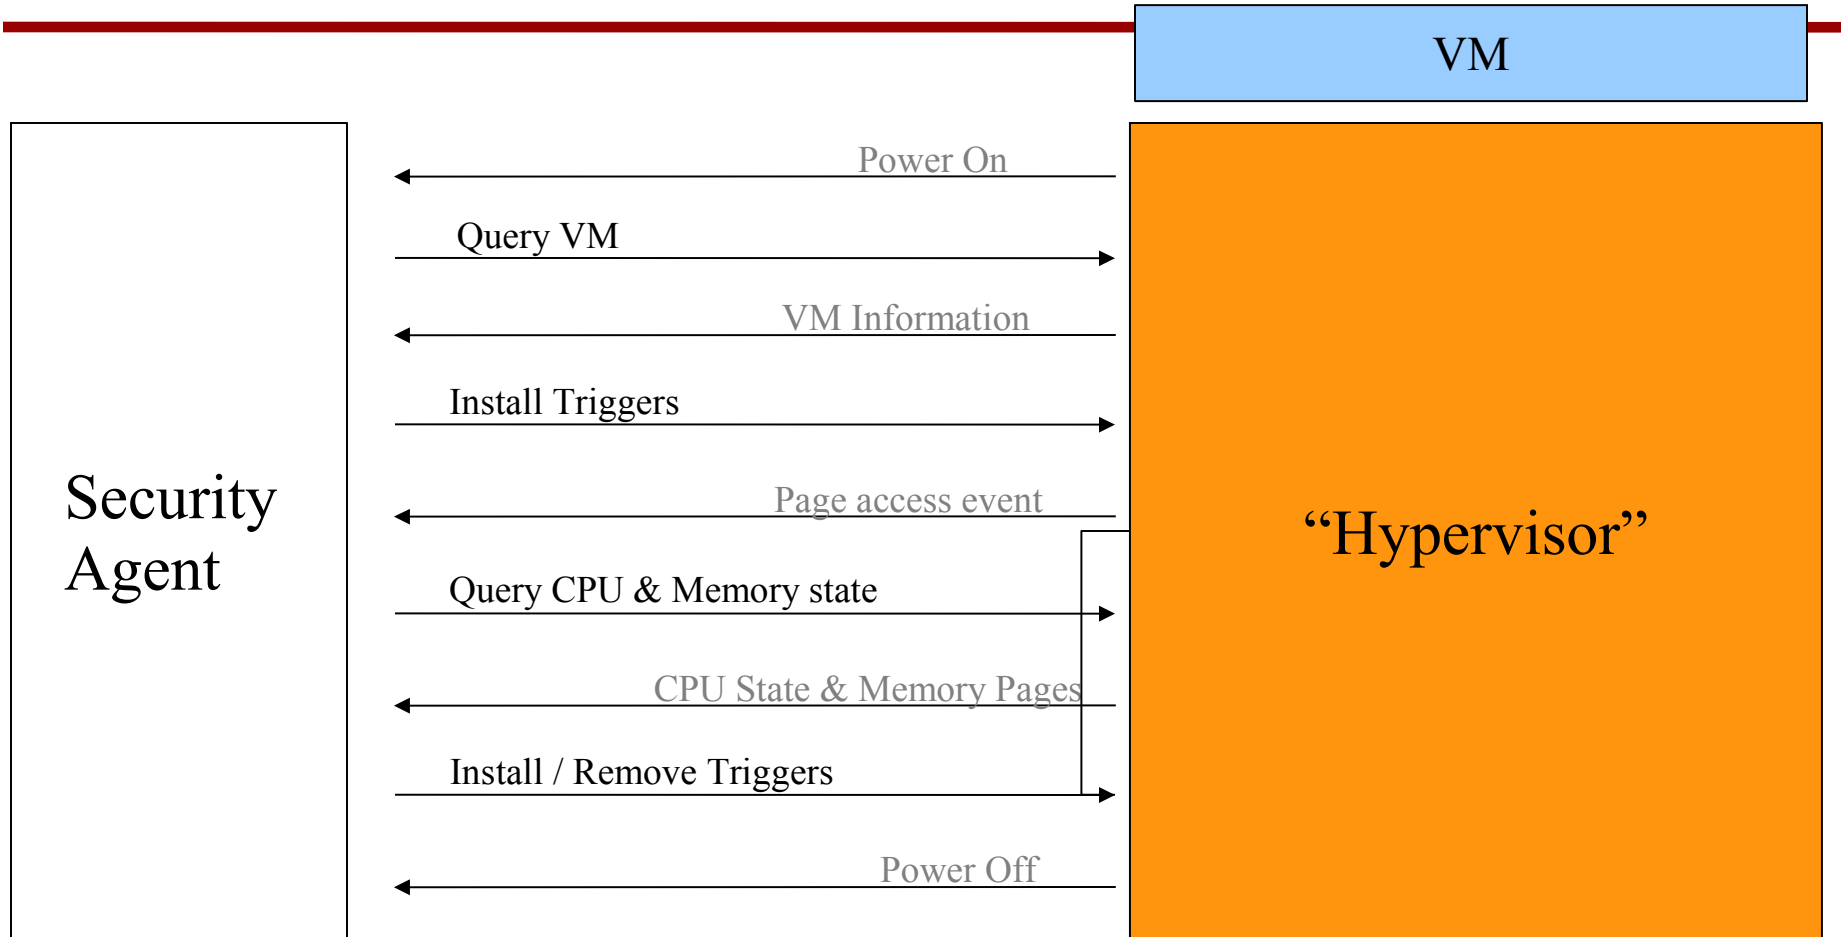 VM
Power On
Query VM
VM Information
Install Triggers
Page access event
Security
Agent
“Hypervisor”
Query CPU & Memory state
CPU State & Memory Pages
Install / Remove Triggers
Power Off